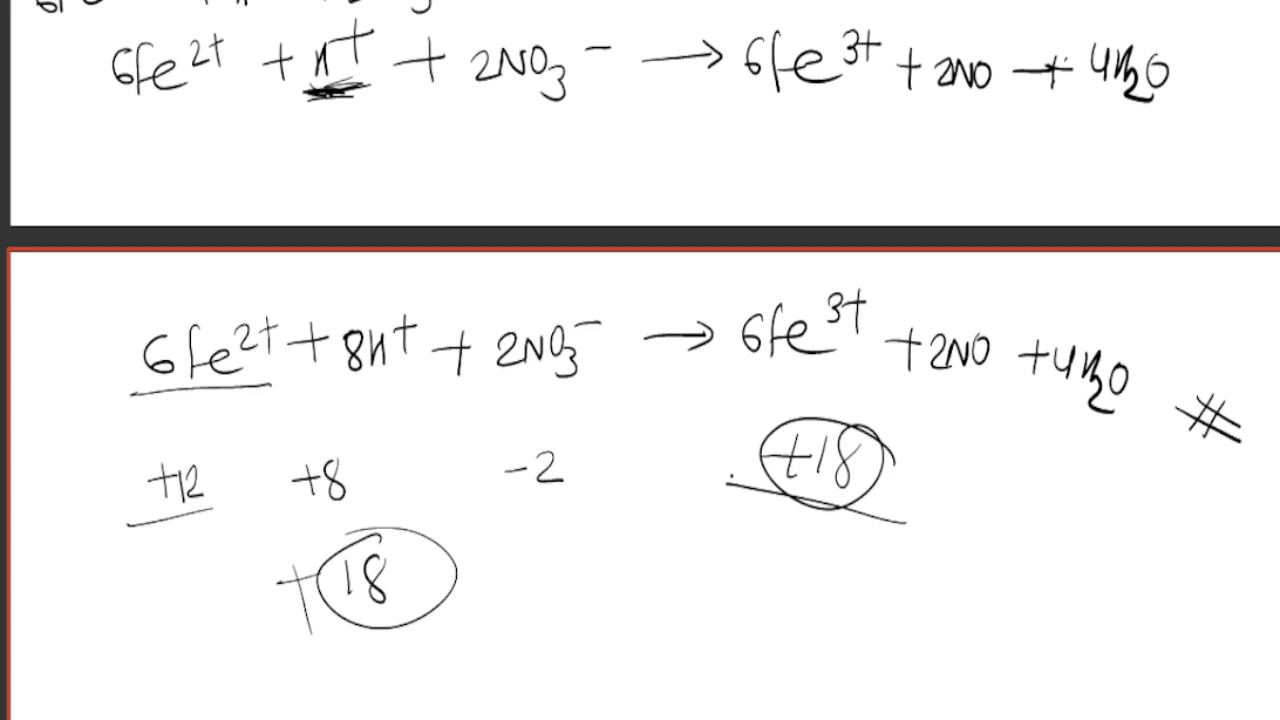 6Fe²⁺ + H⁺ + 2NO₃⁻ → 6Fe³⁺ + 2NO + 4H₂O
6Fe²⁺ + 8H⁺ + 2NO₃⁻ → 6Fe³⁺ + 2NO + 4H₂O
+12 +8 -2 +18
+18